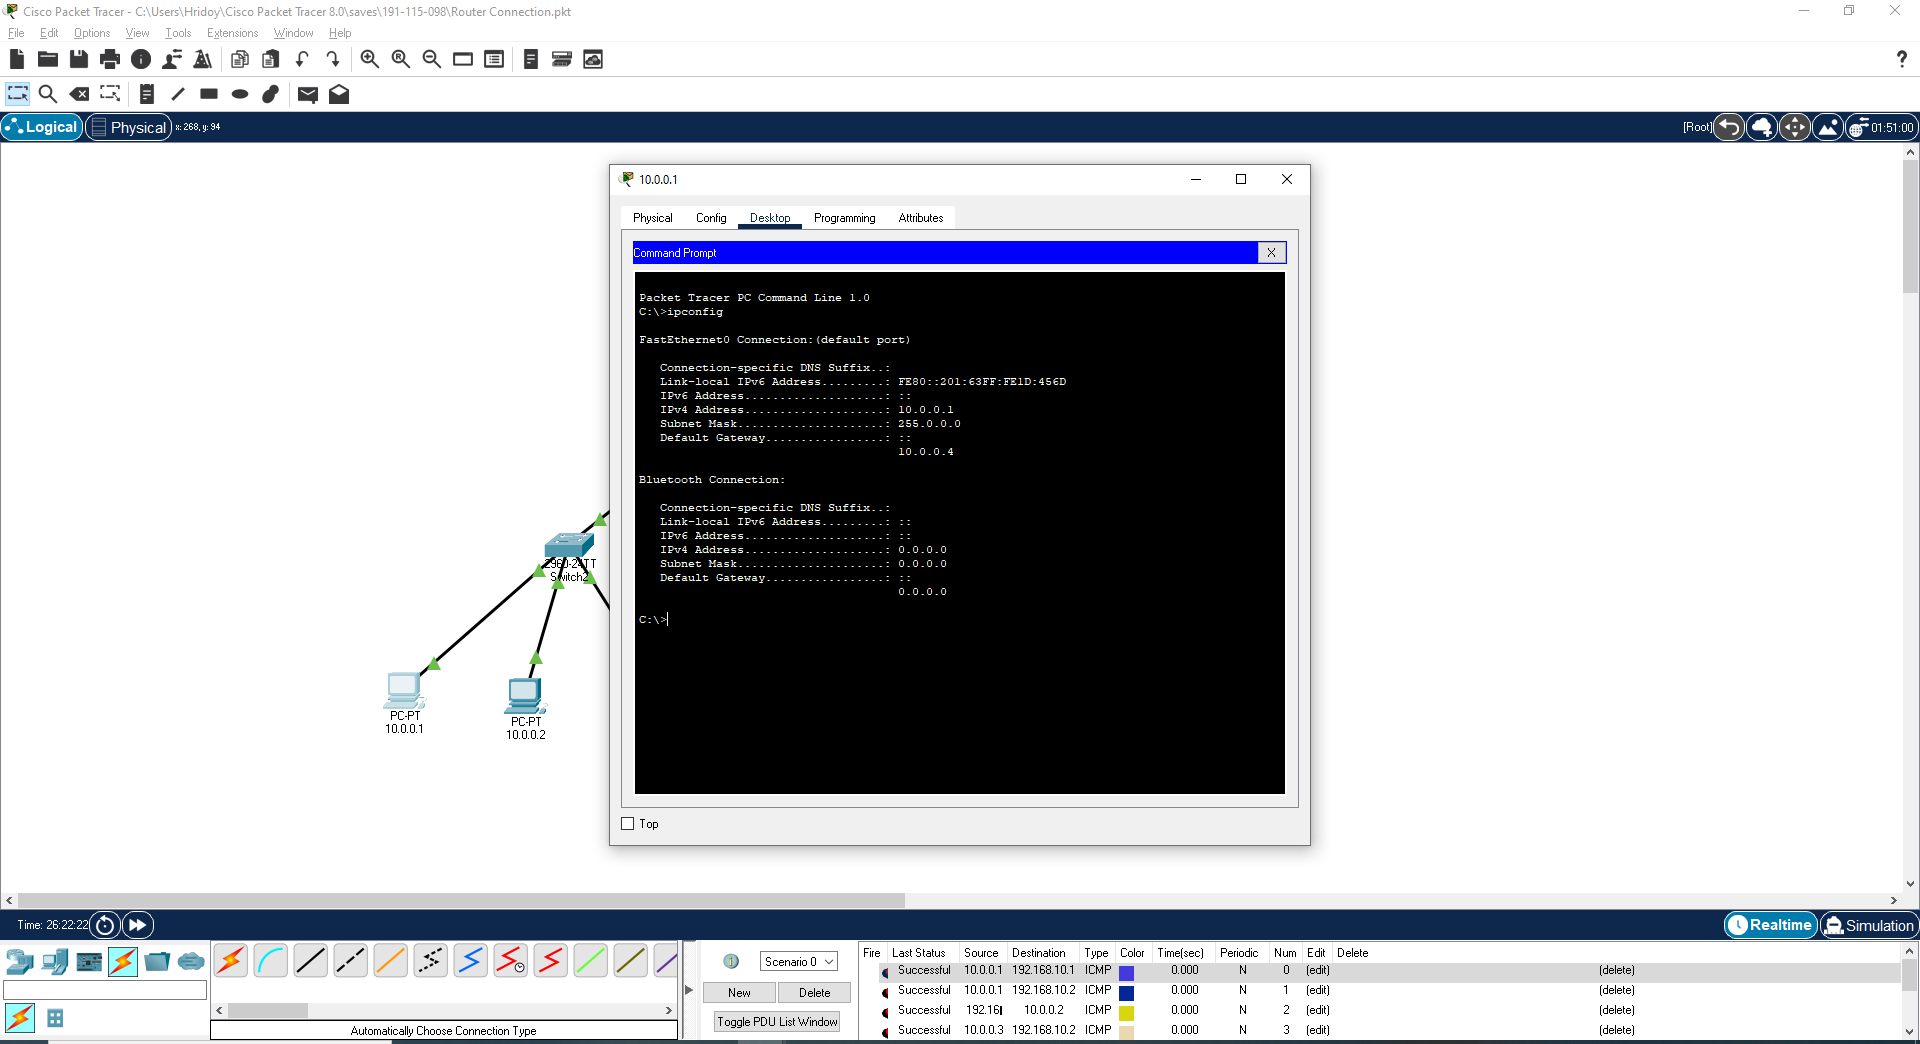 Cisco Packet Tracer - C:\Users\Hridoy\Cisco Packet Tracer 8.0\saves\191-115-098\Router Connection.pkt
File Edit Options View Tools Extensions Window Help
Logical Physical x: 268, y: 94 [Root] 01:51:00
10.0.0.1
Physical Config Desktop Programming Attributes
Command Prompt X
Packet Tracer PC Command Line 1.0
C:\>ipconfig
FastEthernet0 Connection:(default port)
Connection-specific DNS Suffix..:
Link-local IPv6 Address.........: FE80::201:63FF:FE1D:456D
IPv6 Address....................: ::
IPv4 Address....................: 10.0.0.1
Subnet Mask.....................: 255.0.0.0
Default Gateway.................: ::
10.0.0.4
Bluetooth Connection:
Connection-specific DNS Suffix..:
Link-local IPv6 Address.........: ::
IPv6 Address....................: ::
IPv4 Address....................: 0.0.0.0
Subnet Mask.....................: 0.0.0.0
Default Gateway.................: ::
0.0.0.0
C:\>
2960-24TT
Switch2
PC-PT
10.0.0.1
PC-PT
10.0.0.2
Top
Time: 26:22:22 Realtime Simulation
Scenario 0
New Delete
Toggle PDU List Window
Automatically Choose Connection Type
Fire Last Status Source Destination Type Color Time(sec) Periodic Num Edit Delete
Successful 10.0.0.1 192.168.10.1 ICMP 0.000 N 0 (edit) (delete)
Successful 10.0.0.1 192.168.10.2 ICMP 0.000 N 1 (edit) (delete)
Successful 192.16 10.0.0.2 ICMP 0.000 N 2 (edit) (delete)
Successful 10.0.0.3 192.168.10.2 ICMP 0.000 N 3 (edit) (delete)